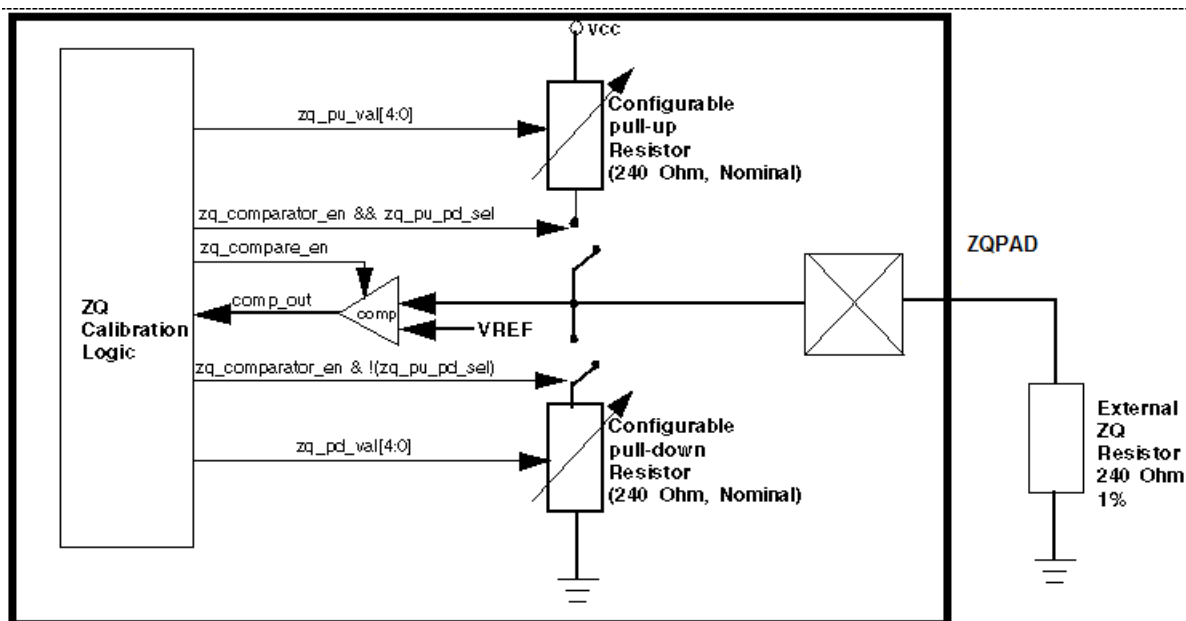 vcc
Configurable
pull-up
Resistor
(240 Ohm, Nominal)
zq_pu_val[4:0]
zq_comparator_en && zq_pu_pd_sel
zq_compare_en
comp_out
comp
VREF
ZQ
Calibration
Logic
zq_comparator_en & !(zq_pu_pd_sel)
zq_pd_val[4:0]
Configurable
pull-down
Resistor
(240 Ohm, Nominal)
ZQPAD
External
ZQ
Resistor
240 Ohm
1%